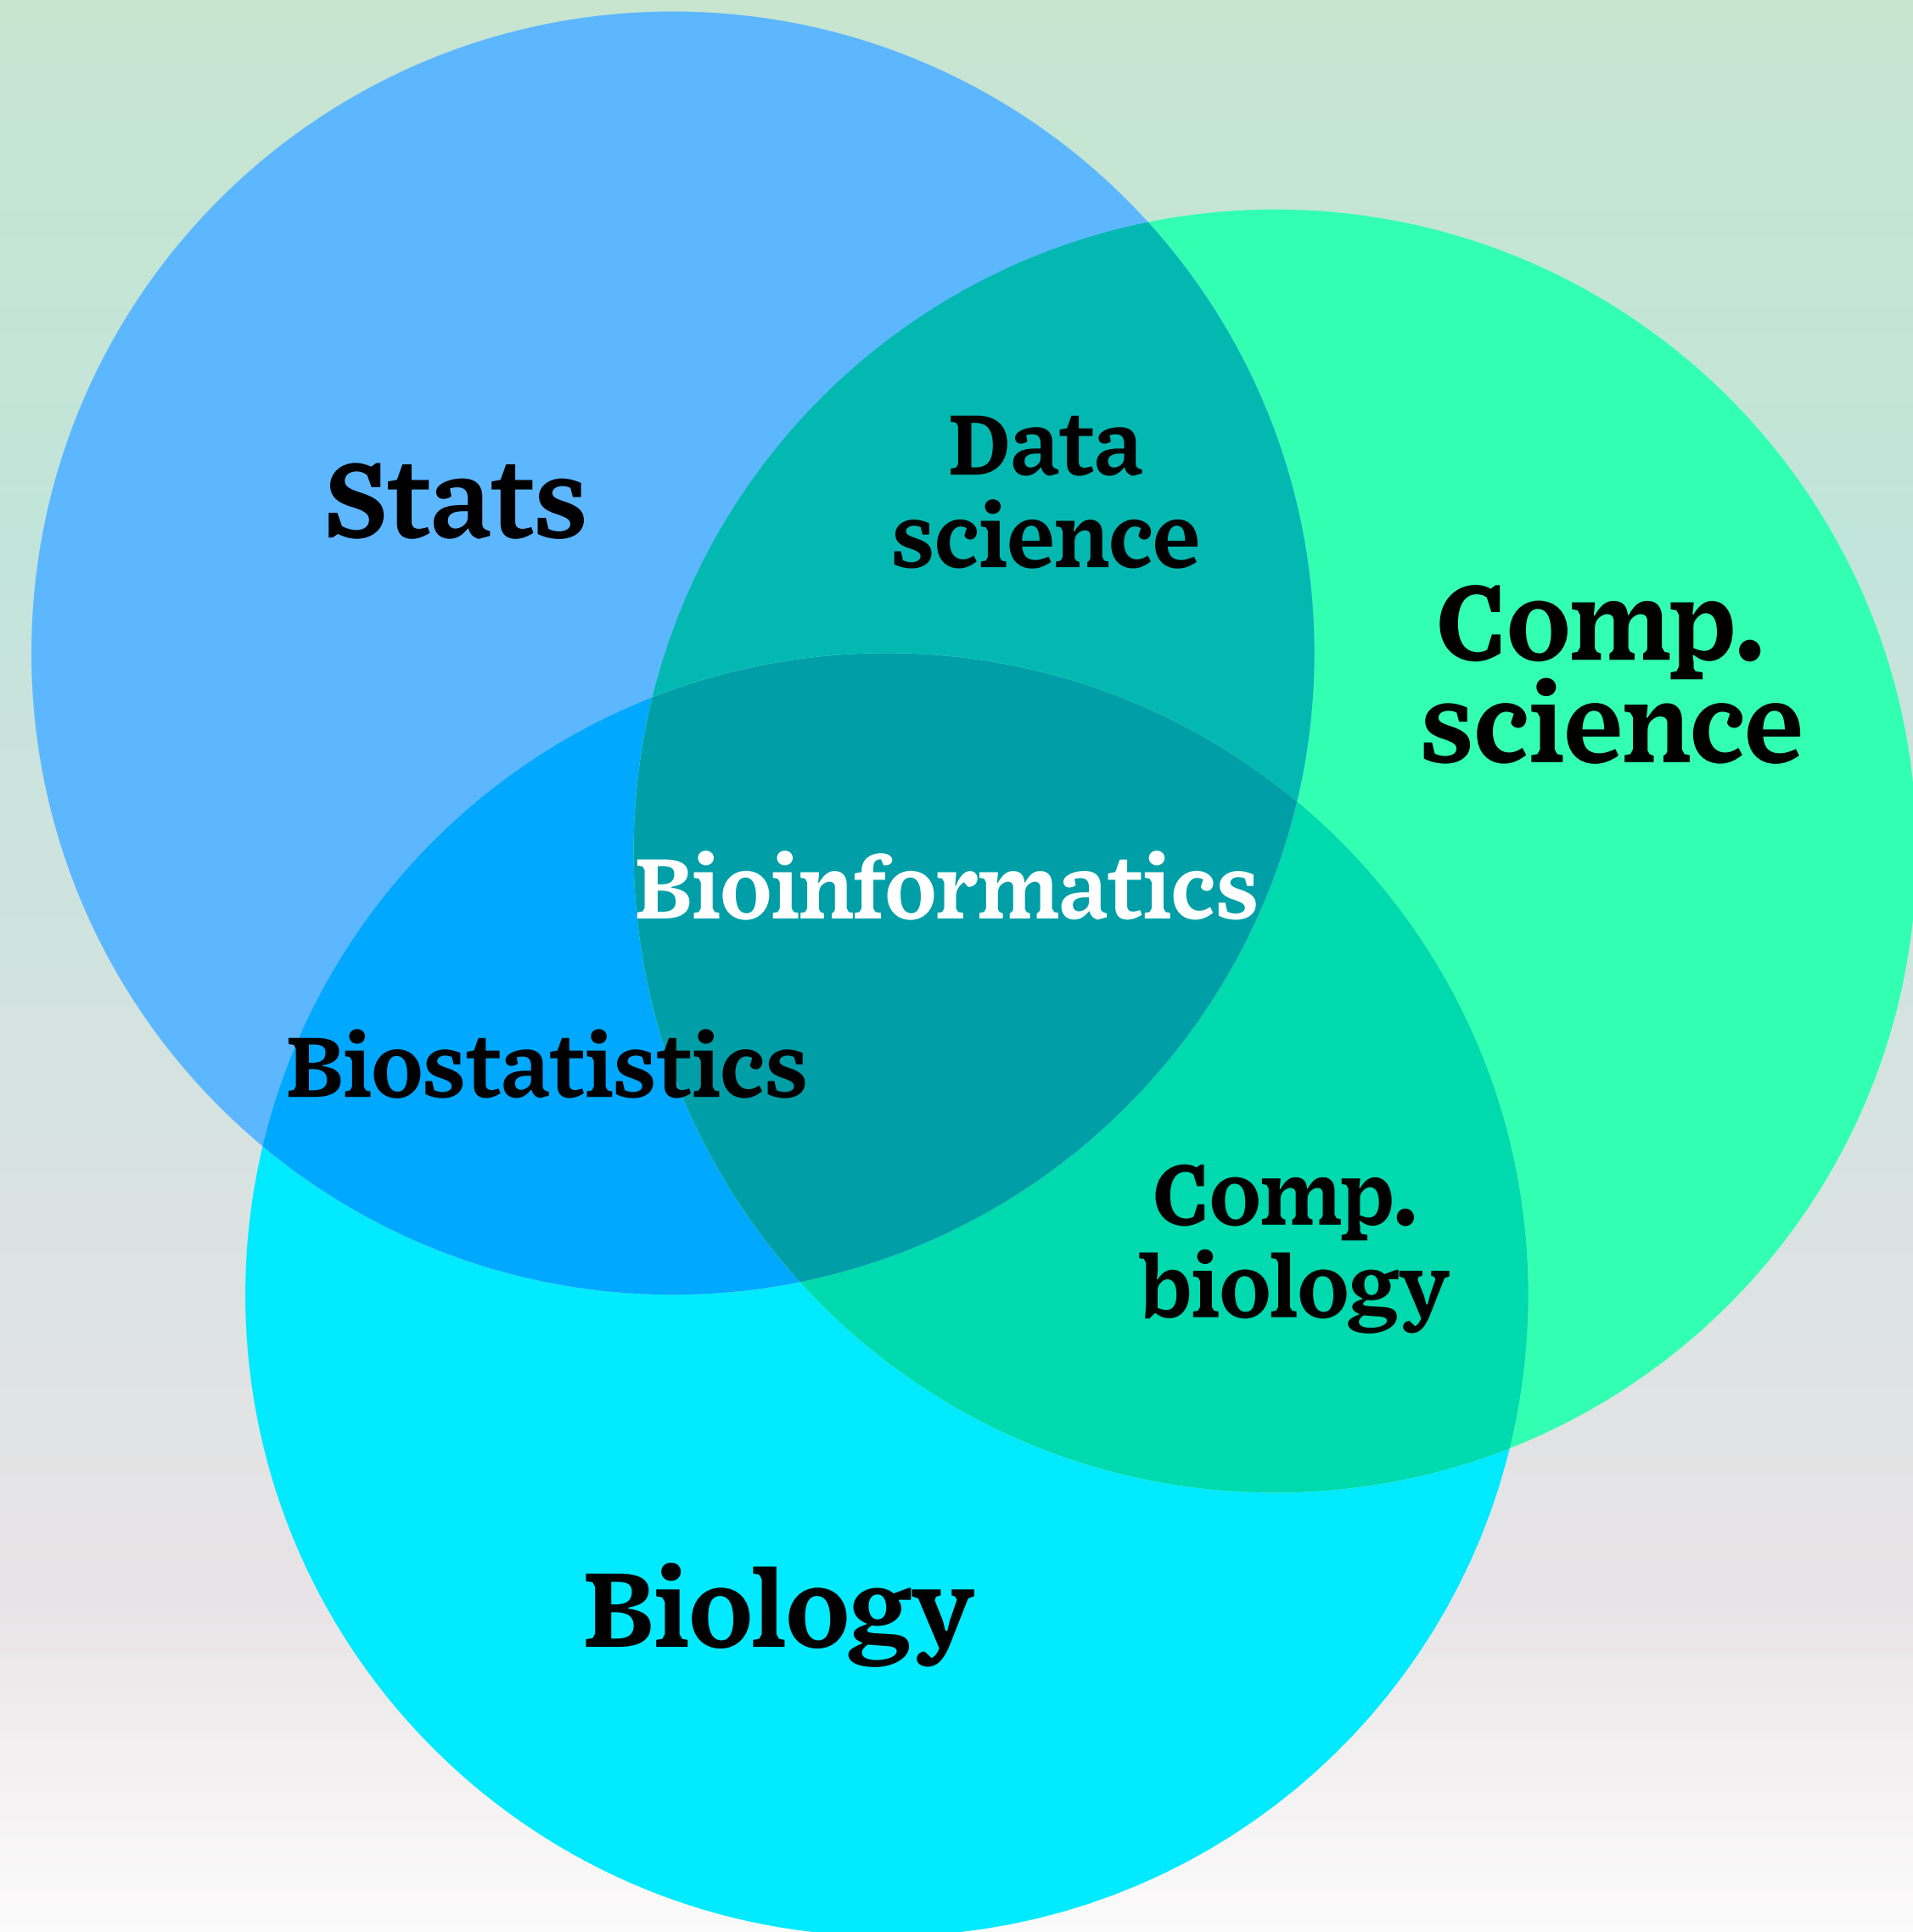 Stats
Data
science
Comp.
science
Bioinformatics
Biostatistics
Comp.
biology
Biology